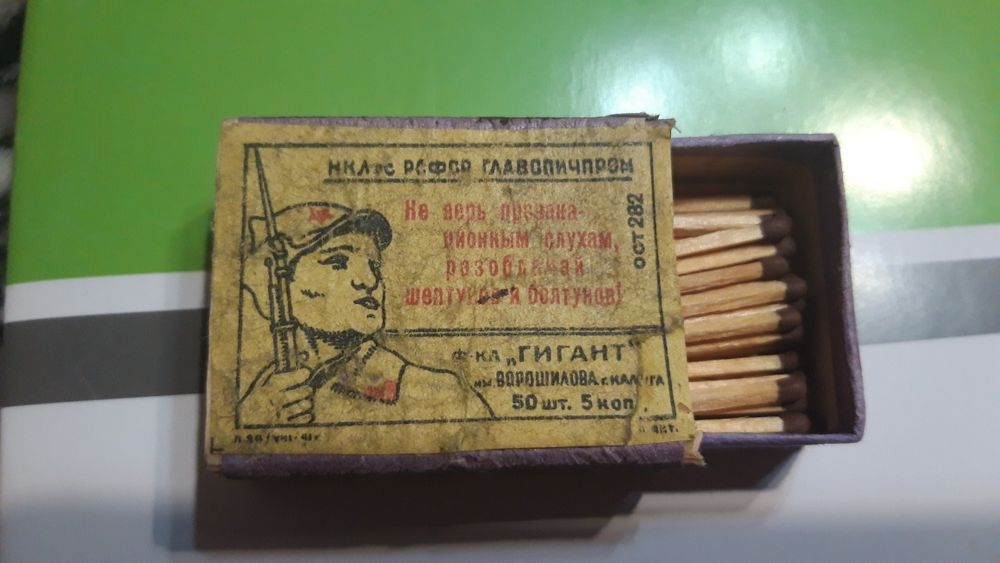 НКЛес РСФСР ГЛАВСПИЧПРОМ
Не верь провока-
ционным слухам,
разоблачай
шептунов и болтунов!
ОСТ 282
Ф-КА „ГИГАНТ"
им. ВОРОШИЛОВА г. КАЛУГА
50 шт. 5 коп.